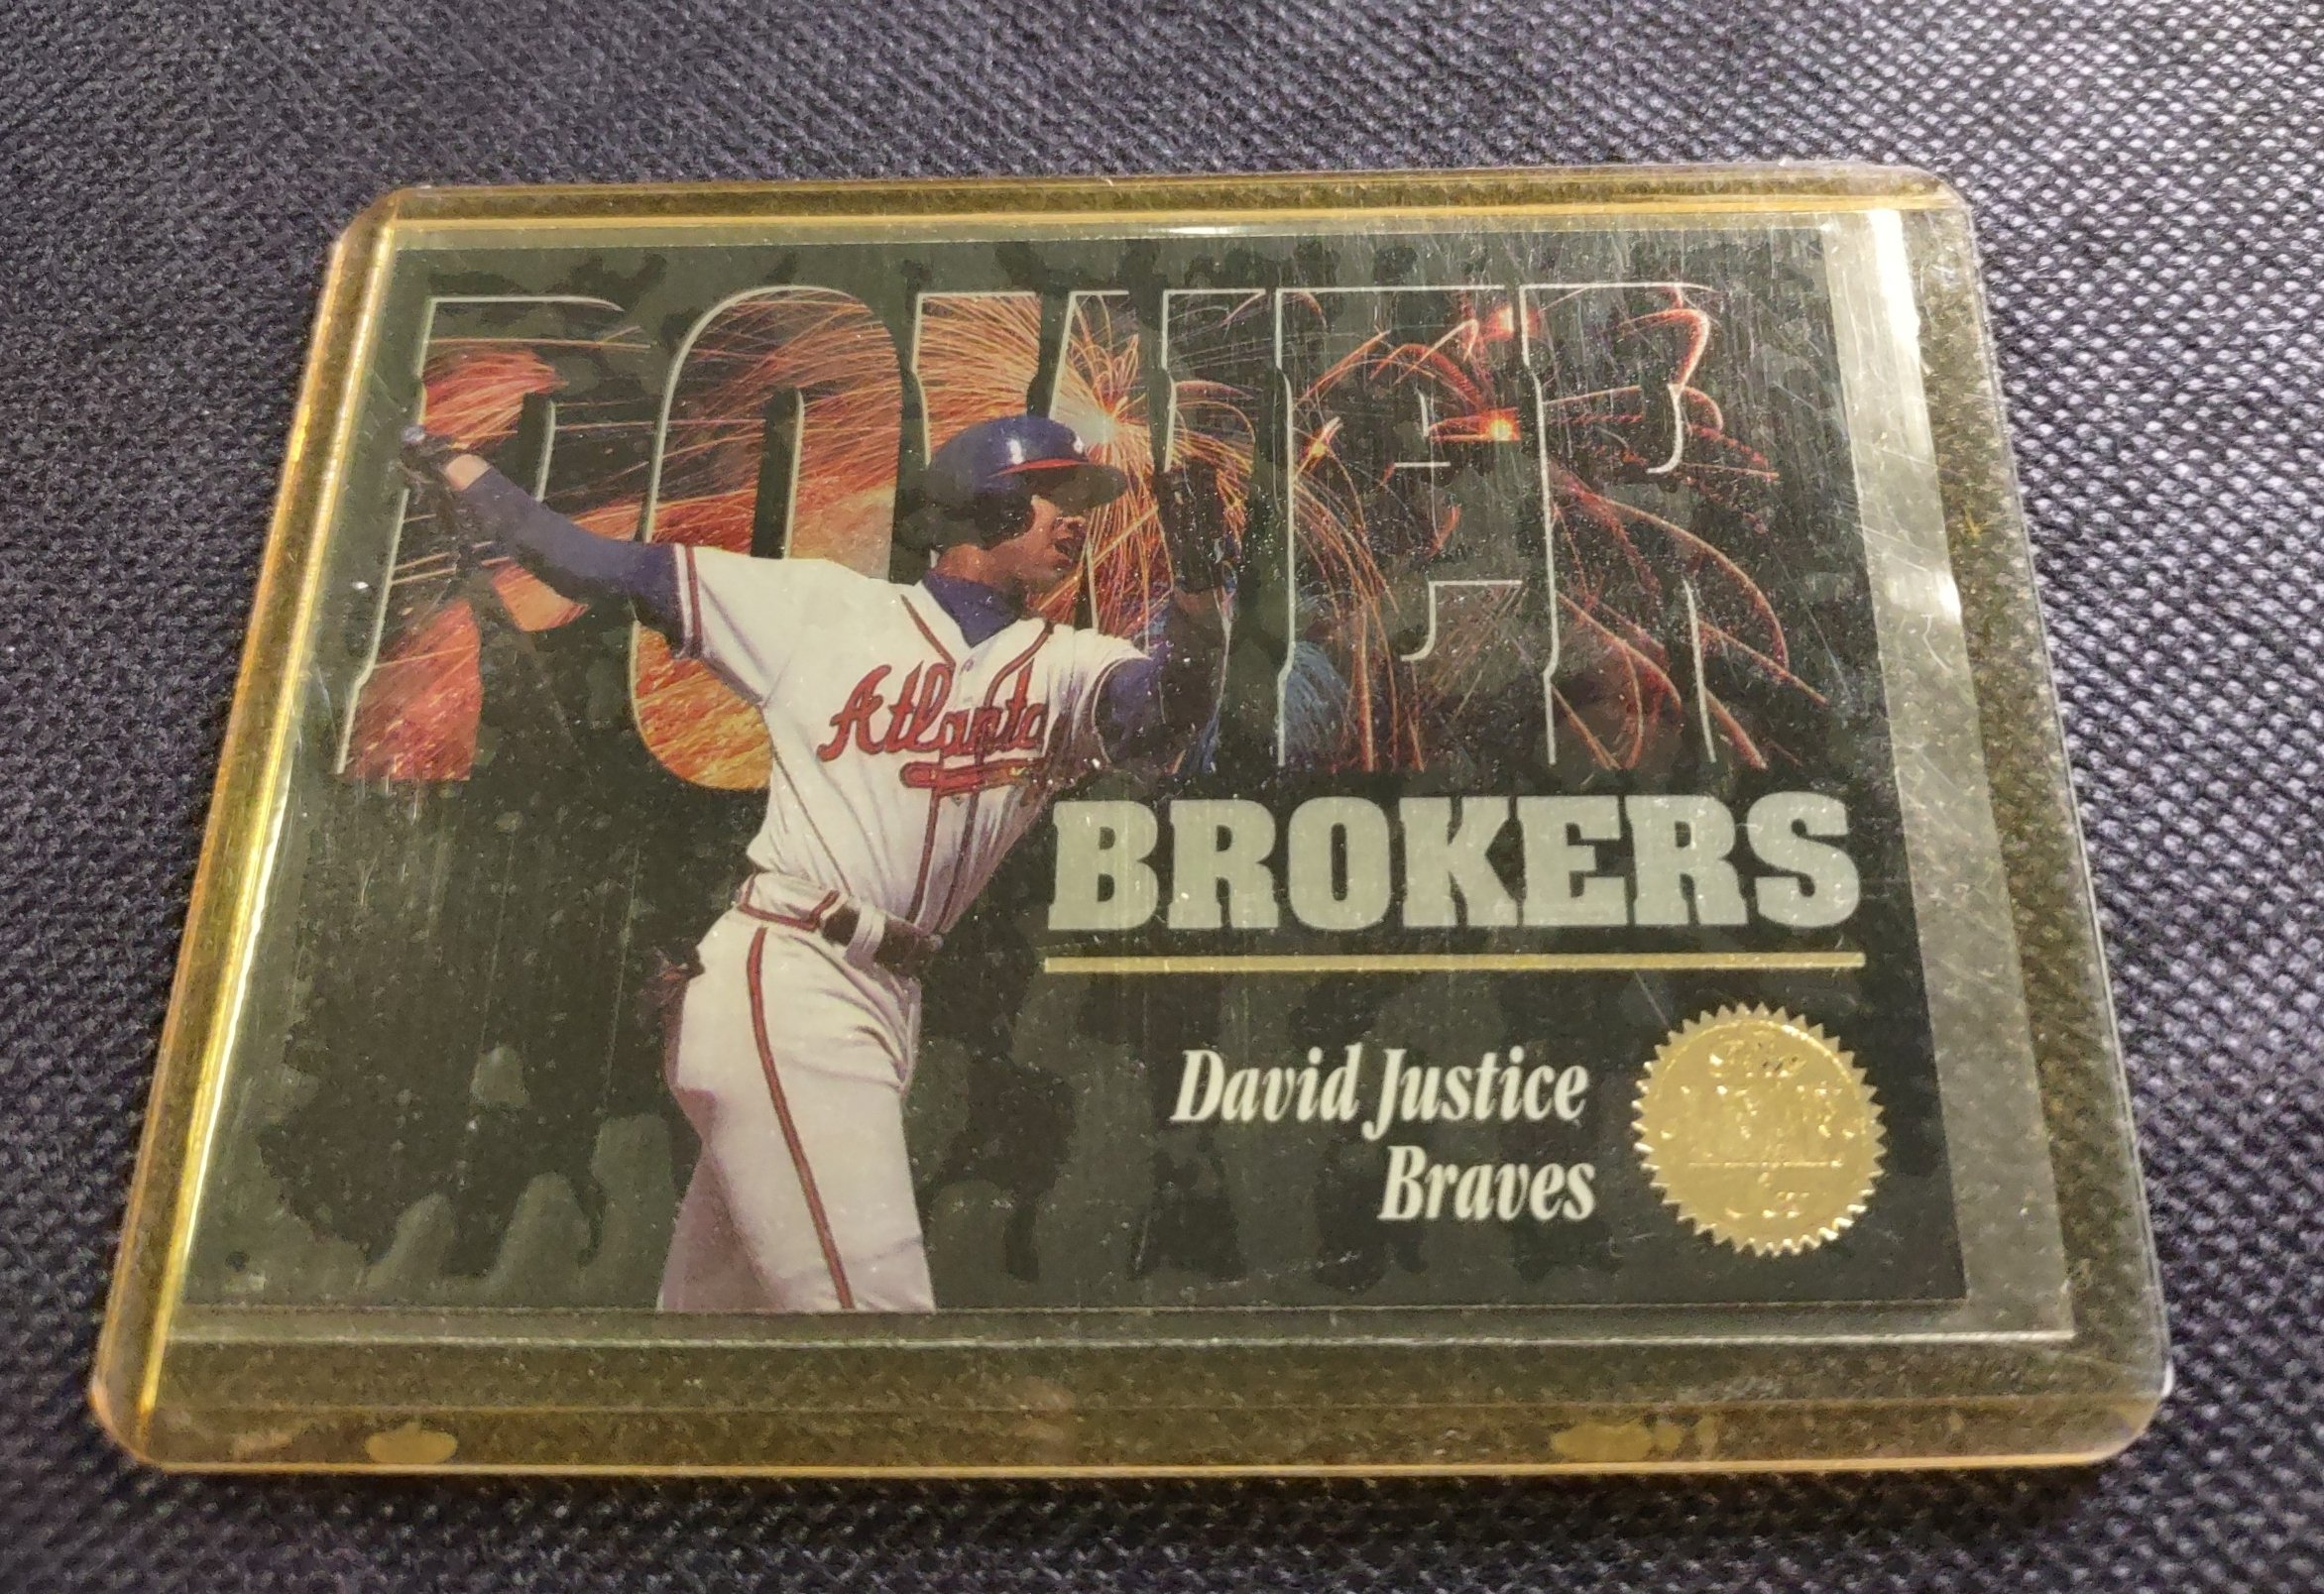 POWER
Atlanta
BROKERS
David Justice
Braves